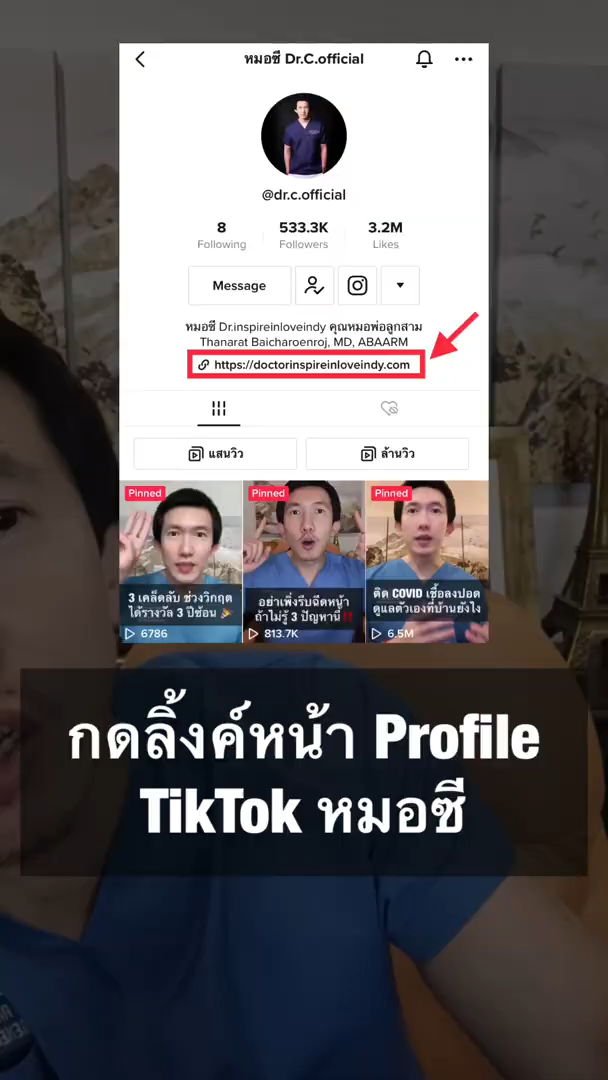 หมอซี Dr.C.official
@dr.c.official
8 533.3K 3.2M
Following Followers Likes
Message
หมอซี Dr.inspireinloveindy คุณหมอพ่อลูกสาม
Thanarat Baicharoenroj, MD, ABAARM
https://doctorinspireinloveindy.com
แสนวิว ล้านวิว
Pinned Pinned Pinned
3 เคล็ดลับ ช่วงวิกฤต
ได้รางวัล 3 ปีซ้อน 🎉
6786
อย่าเพิ่งรีบฉีดหน้า
ถ้าไม่รู้ 3 ปัญหานี้‼️
813.7K
ติด COVID เชื้อลงปอด
ดูแลตัวเองที่บ้านยังไง
6.5M
กดลิ้งค์หน้า Profile
TikTok หมอซี